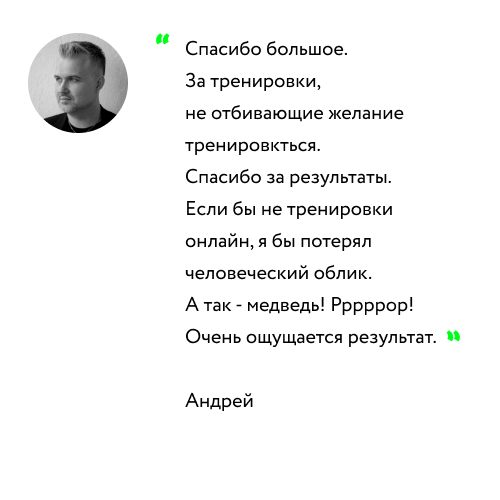 “ Спасибо большое.
За тренировки,
не отбивающие желание
тренировкться.
Спасибо за результаты.
Если бы не тренировки
онлайн, я бы потерял
человеческий облик.
А так - медведь! Рррррор!
Очень ощущается результат. ”
Андрей